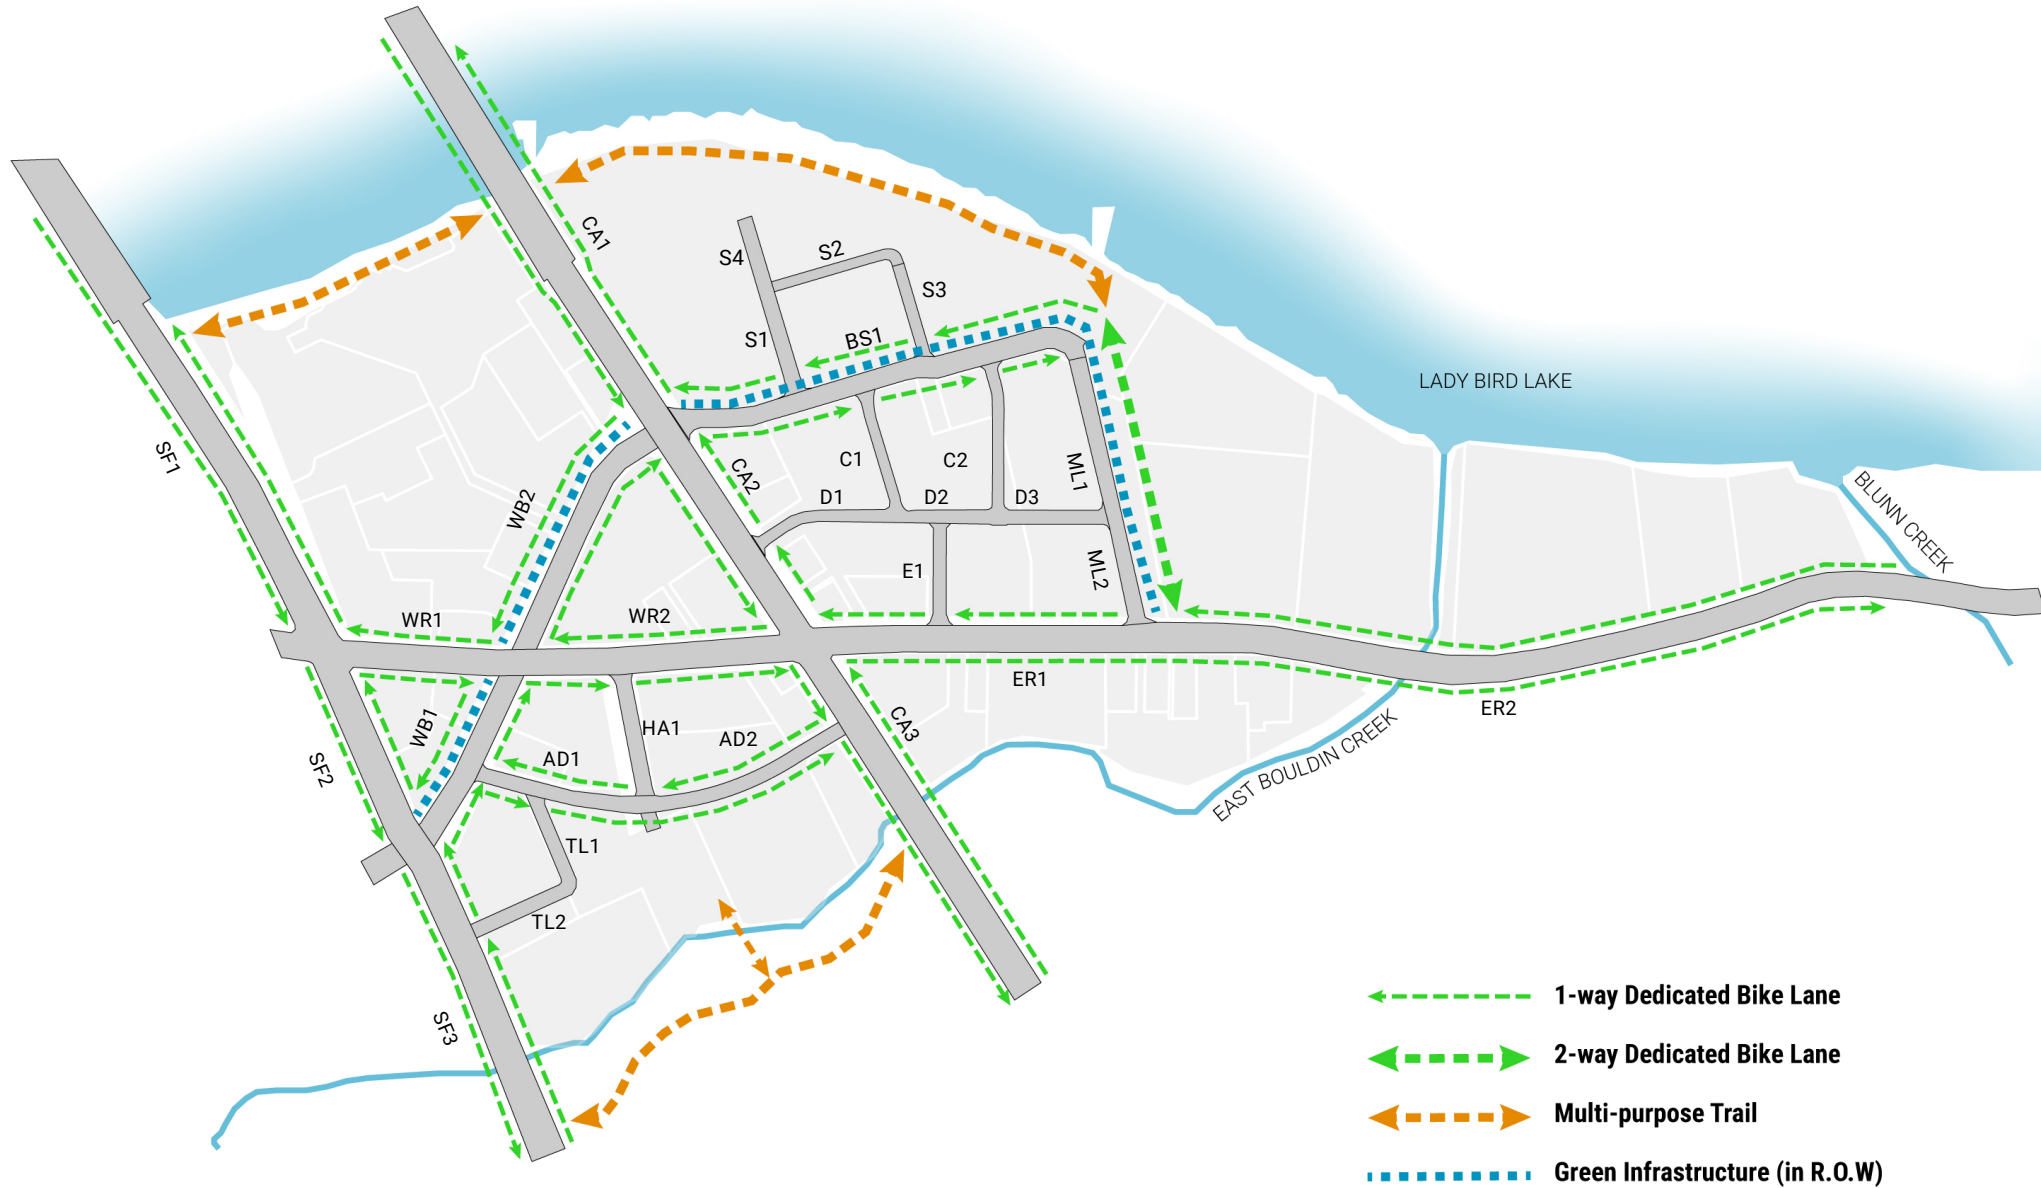 CA1
S4
S2
S3
S1
BS1
LADY BIRD LAKE
SF1
CA2
C1
C2
ML1
BLUNN CREEK
WB2
D1
D2
D3
E1
ML2
WR1
WR2
ER1
ER2
WB1
HA1
AD2
CA3
SF2
AD1
EAST BOULDIN CREEK
TL1
TL2
SF3
1-way Dedicated Bike Lane
2-way Dedicated Bike Lane
Multi-purpose Trail
Green Infrastructure (in R.O.W)